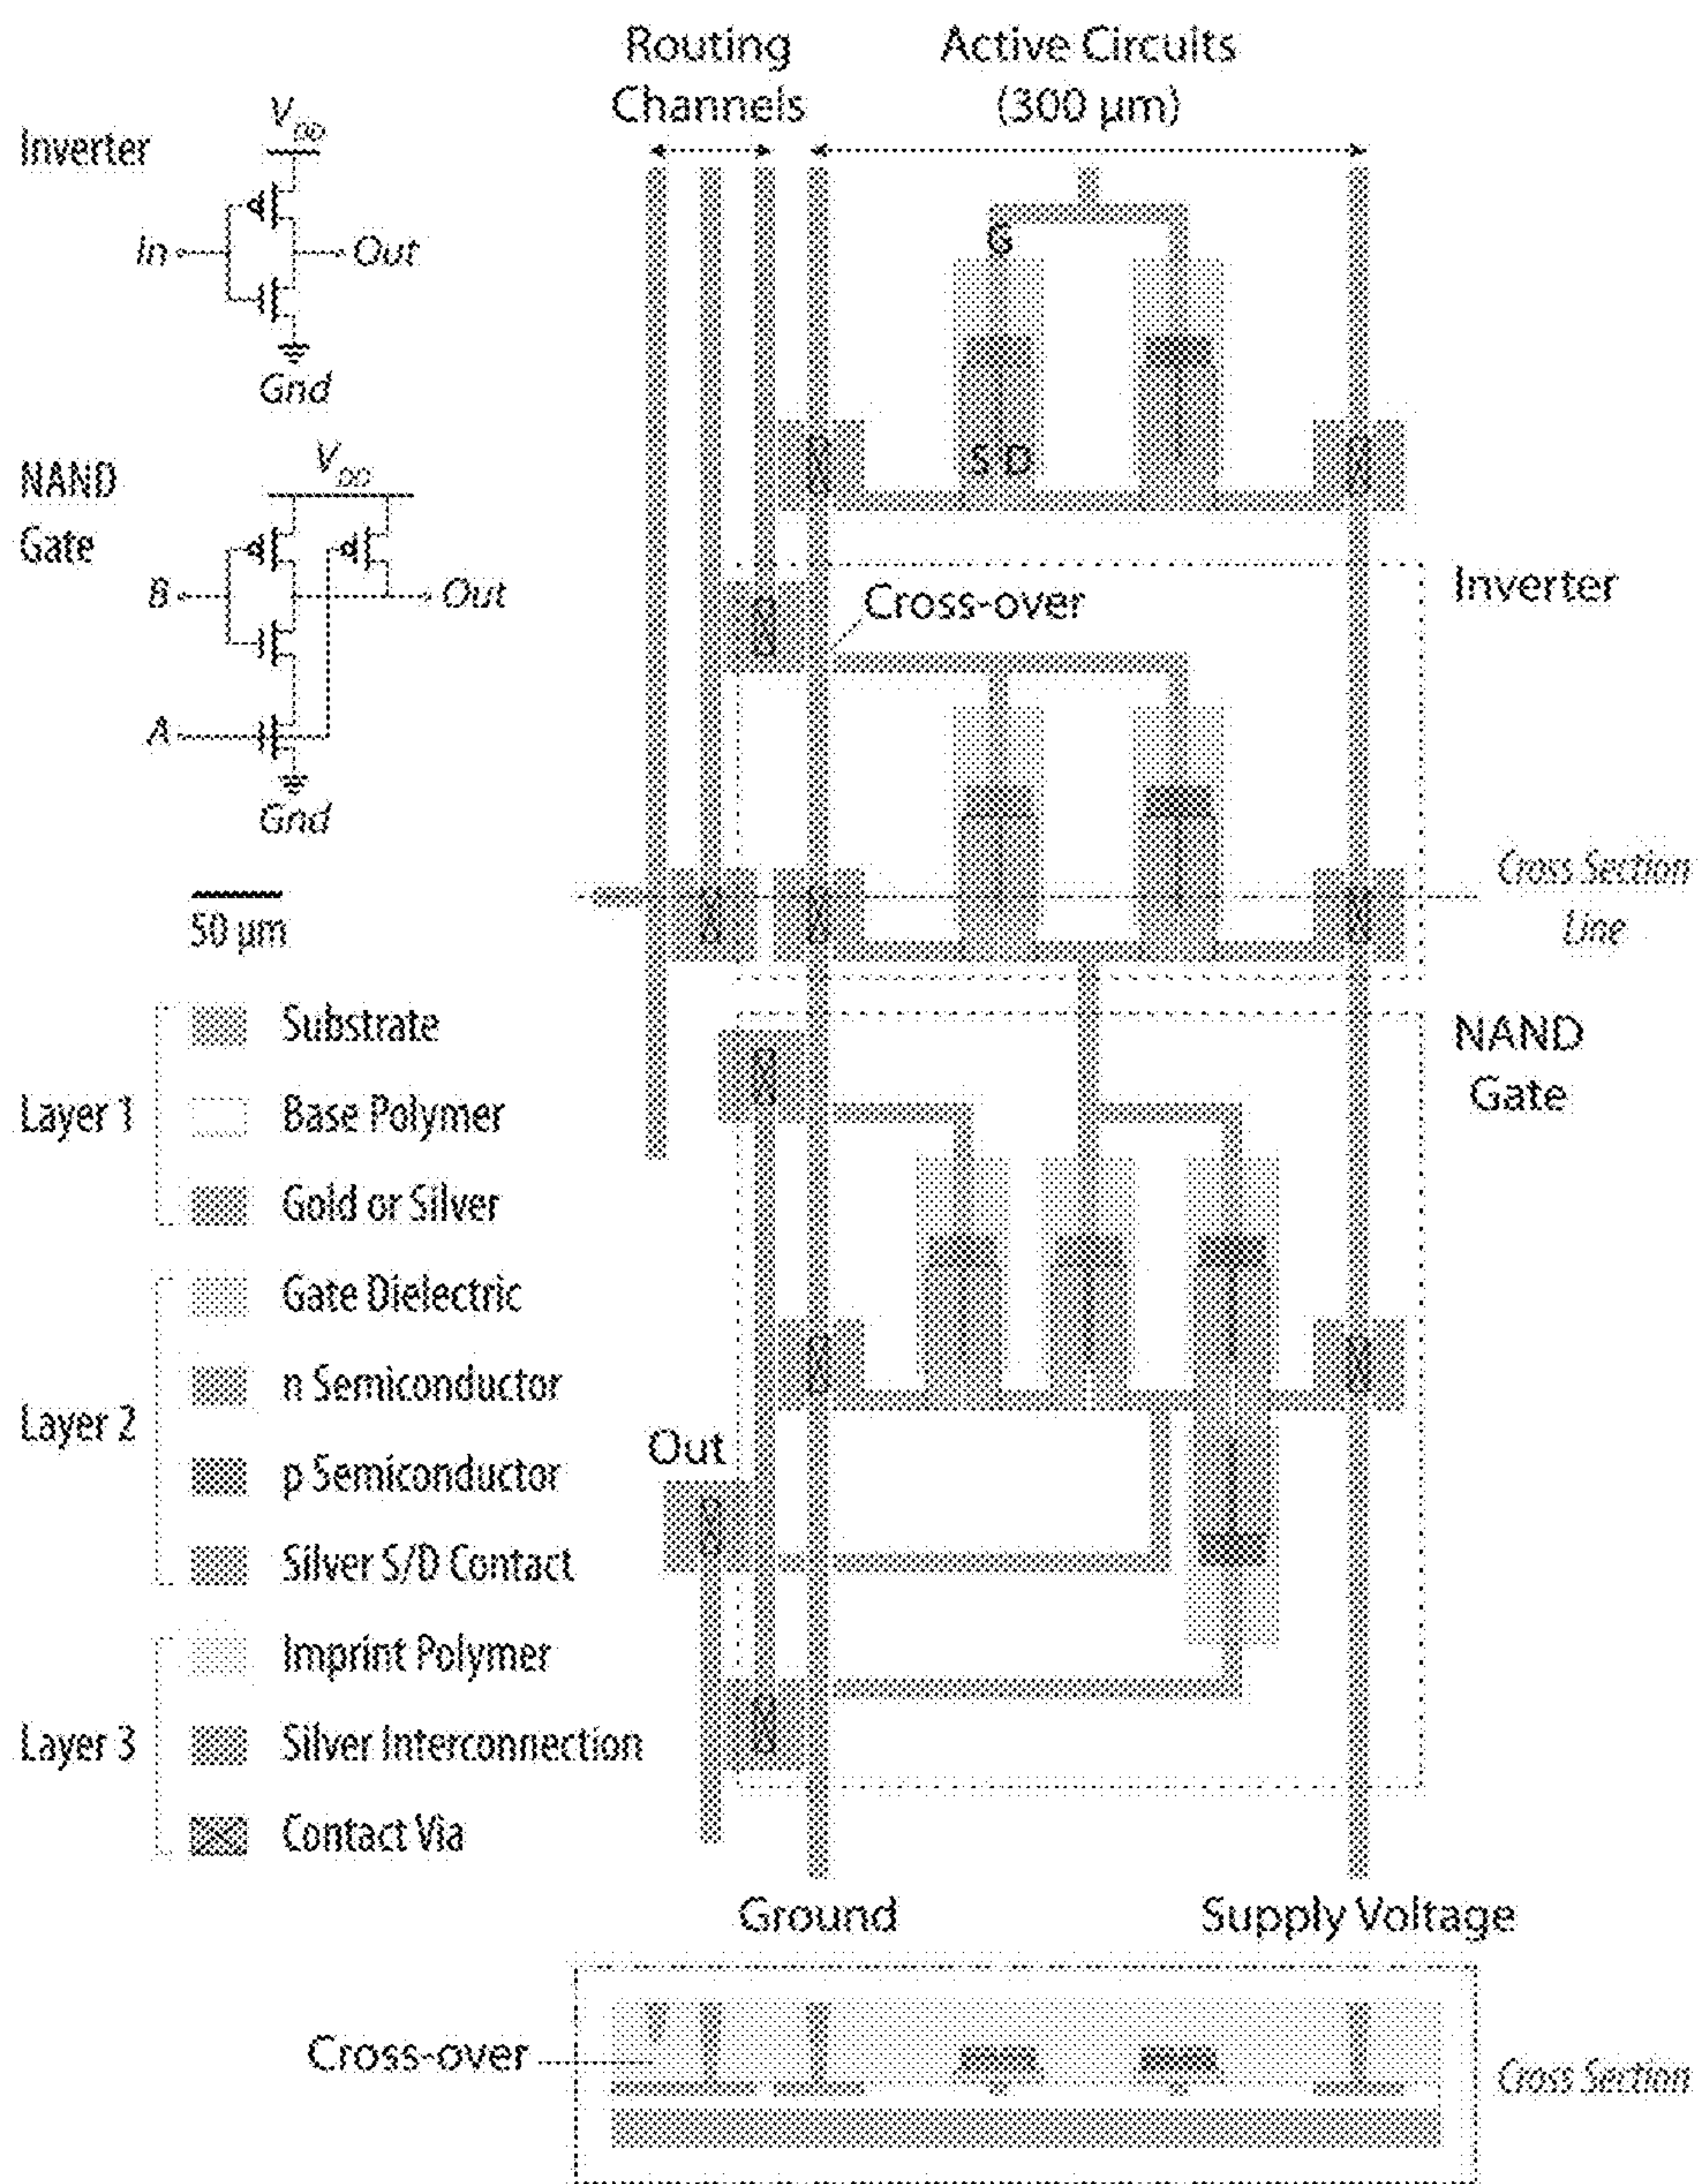 Routing
Channels
Active Circuits
(300 μm)
Inverter
VDD
In
Out
Gnd
G
S D
NAND
Gate
VDD
B
Out
A
Gnd
Inverter
Cross-over
Cross Section
Line
50 μm
NAND
Gate
Layer 1
Substrate
Base Polymer
Gold or Silver
Layer 2
Gate Dielectric
n Semiconductor
p Semiconductor
Silver S/D Contact
Layer 3
Imprint Polymer
Silver Interconnection
Contact Via
Out
Ground
Supply Voltage
Cross-over
Cross Section